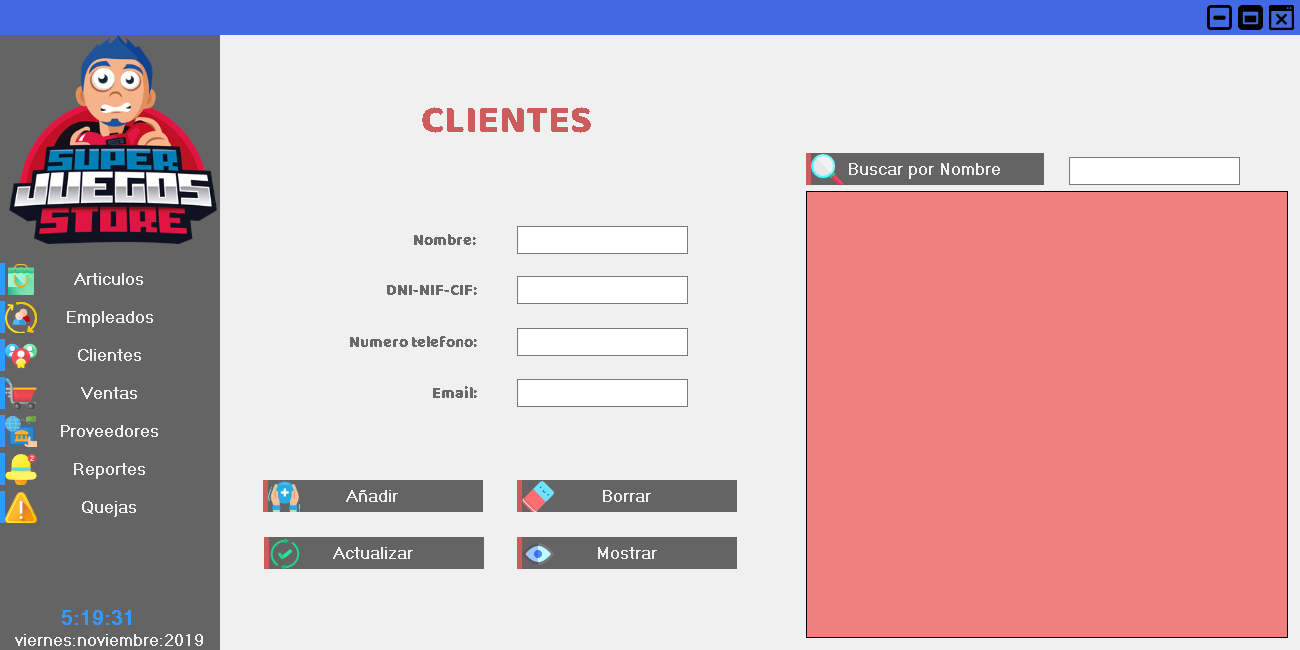 SUPER
JUEGOS
STORE
Articulos
Empleados
Clientes
Ventas
Proveedores
2
Reportes
Quejas
5:19:31
viernes:noviembre:2019
CLIENTES
Nombre:
DNI-NIF-CIF:
Numero telefono:
Email:
Añadir
Borrar
Actualizar
Mostrar
Buscar por Nombre